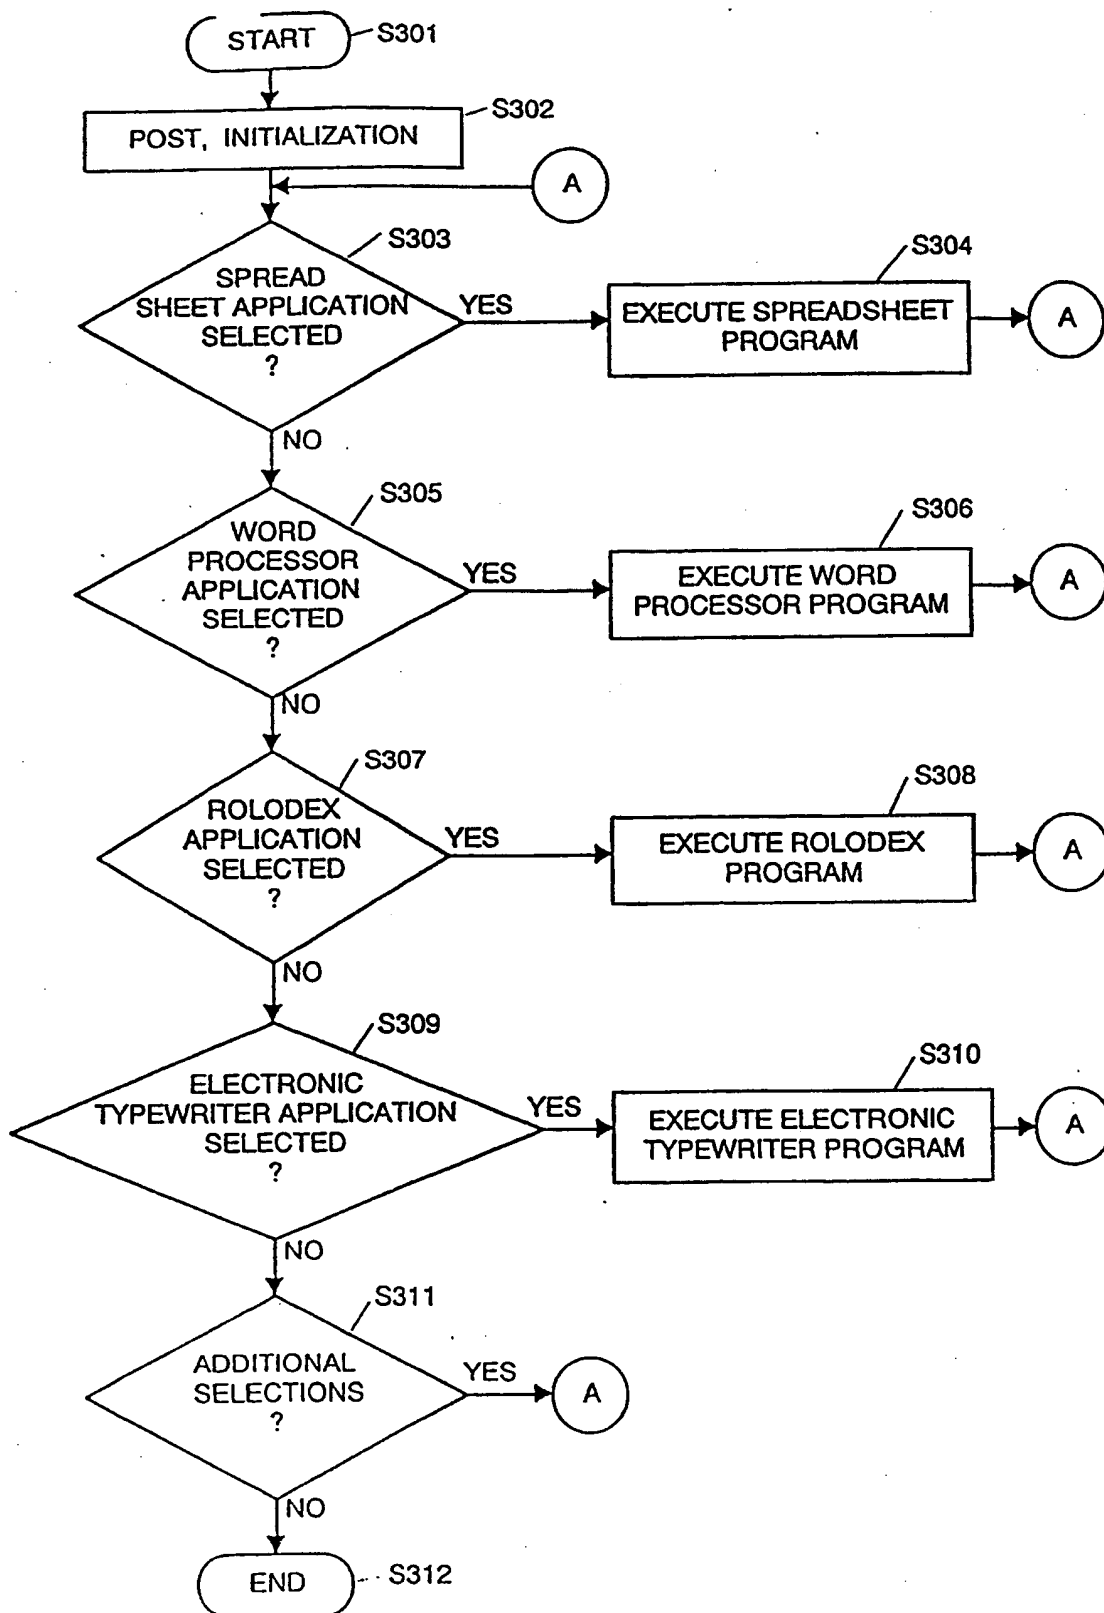 START
S301
POST, INITIALIZATION
S302
A
SPREAD
SHEET APPLICATION
SELECTED
?
S303
YES
EXECUTE SPREADSHEET
PROGRAM
S304
A
NO
WORD
PROCESSOR
APPLICATION
SELECTED
?
S305
YES
EXECUTE WORD
PROCESSOR PROGRAM
S306
A
NO
ROLODEX
APPLICATION
SELECTED
?
S307
YES
EXECUTE ROLODEX
PROGRAM
S308
A
NO
ELECTRONIC
TYPEWRITER APPLICATION
SELECTED
?
S309
YES
EXECUTE ELECTRONIC
TYPEWRITER PROGRAM
S310
A
NO
ADDITIONAL
SELECTIONS
?
S311
YES
A
NO
END
S312